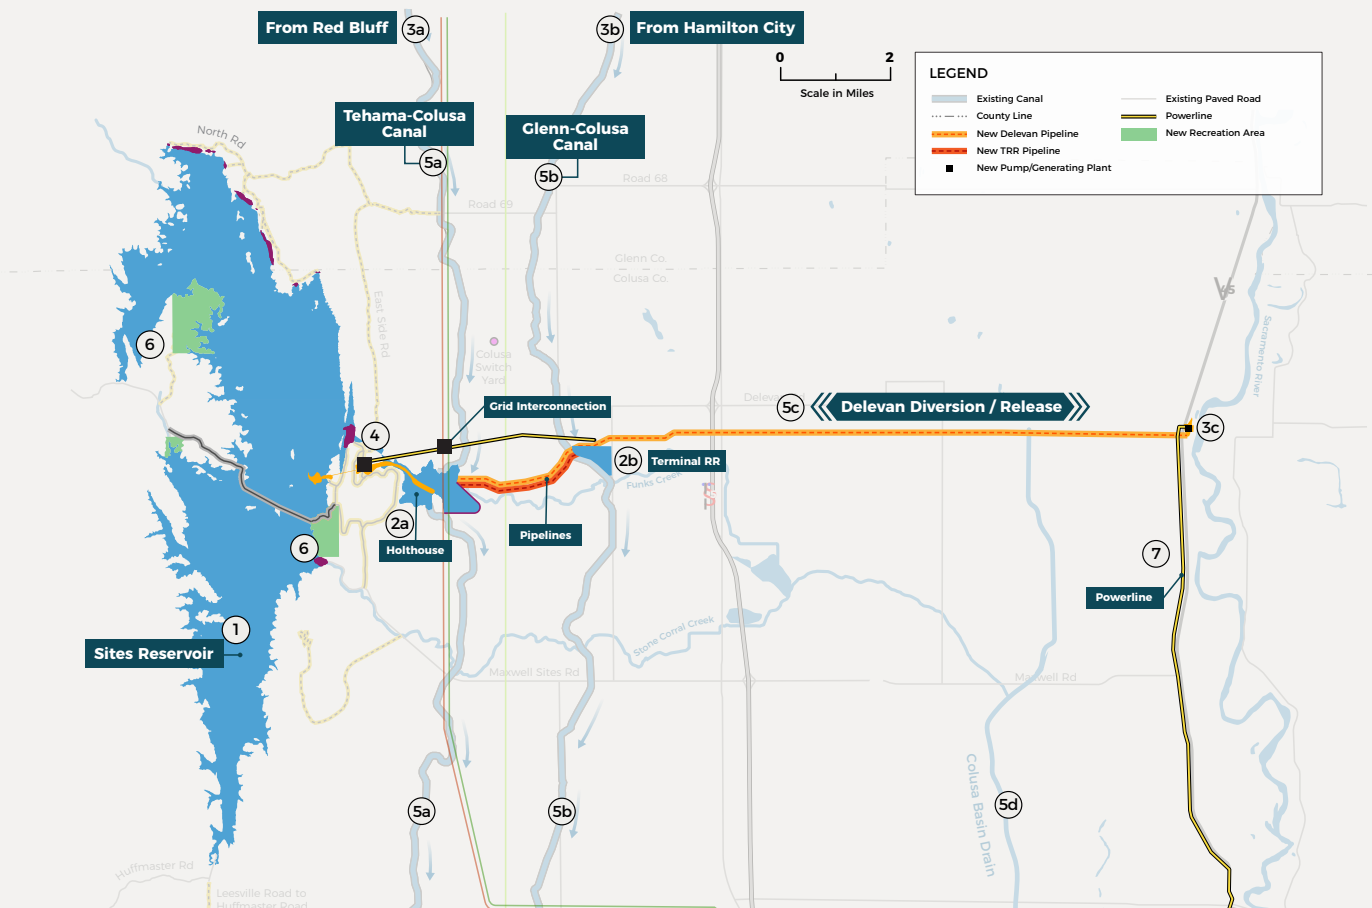 From Red Bluff
3a
3b
From Hamilton City
0
2
Scale in Miles
LEGEND
Existing Canal
County Line
New Delevan Pipeline
New TRR Pipeline
New Pump/Generating Plant
Existing Paved Road
Powerline
New Recreation Area
Tehama-Colusa
Canal
5a
Glenn-Colusa
Canal
5b
North Rd
Road 68
Road 69
Glenn Co
Colusa Co
East Side Rd
6
Colusa
Switch
Yard
Sacramento River
Grid Interconnection
5c
Delevan Diversion / Release
3c
4
2b
Terminal RR
Funks Creek
Pipelines
2a
Holthouse
6
7
Powerline
1
Sites Reservoir
Stone Corral Creek
Maxwell Sites Rd
Maxwell Rd
Colusa Basin Drain
5a
5b
5d
Huffmaster Rd
Leesville Road to
Huffmaster Road